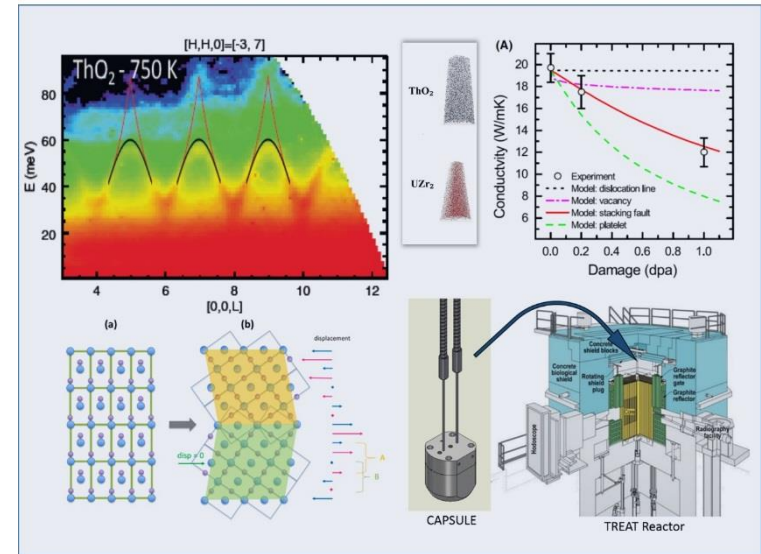 [H,H,0]=[-3, 7]
ThO₂ - 750 K
E (meV)
80
60
40
20
4 6 8 10 12
[0,0,L]
ThO₂
UZr₂
(A)
Conductivity (W/mK)
20
18
16
14
12
10
8
6
Experiment
Model: dislocation line
Model: vacancy
Model: stacking fault
Model: platelet
0.0 0.2 0.4 0.6 0.8 1.0
Damage (dpa)
(a)
(b)
displacement
disp = 0
A
B
CAPSULE
Concrete
shield blocks
Concrete
biological
shield
Rotating
shield
plug
Graphite
reflector
gate
Graphite
reflector
Radiography
facility
Hodoscope
TREAT Reactor